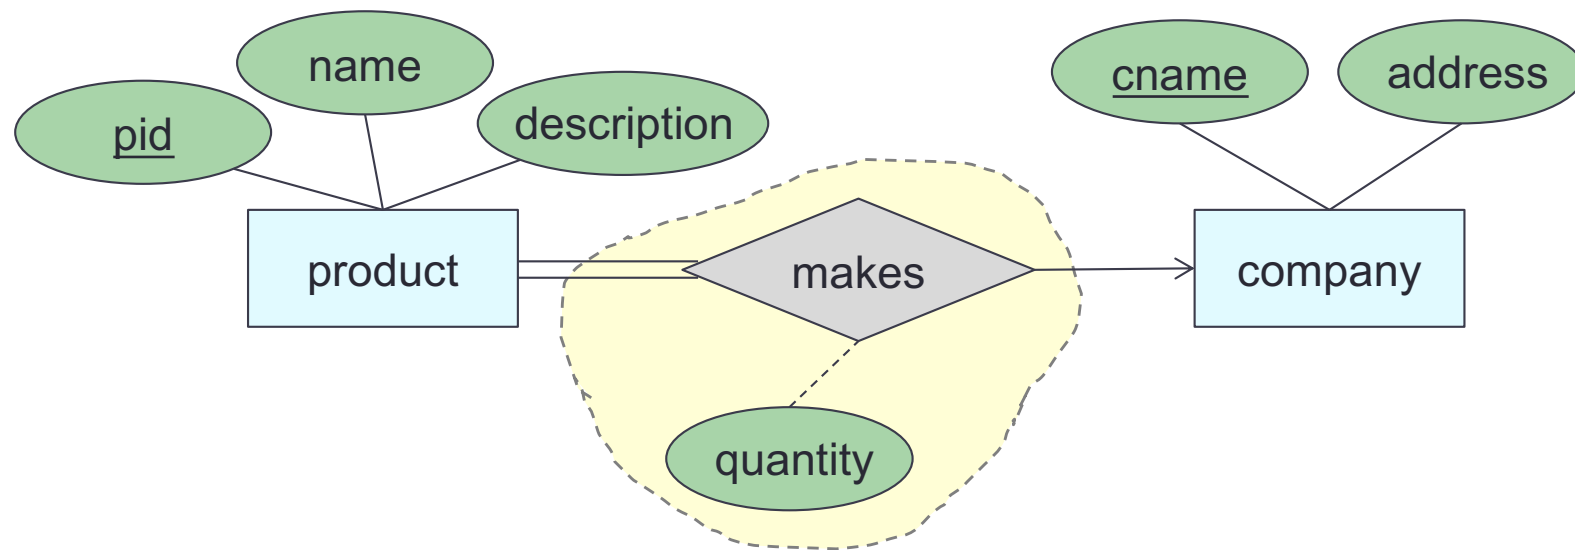 name
pid
description
cname
address
product
makes
company
quantity